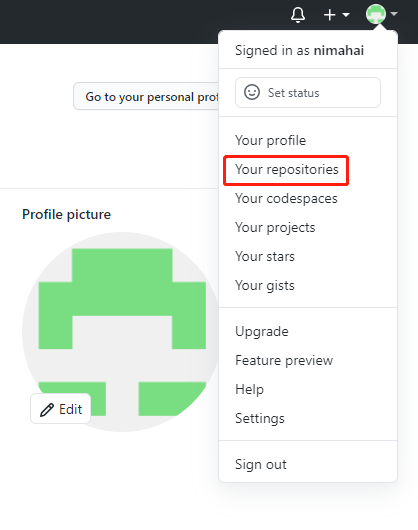 Signed in as nimahai
Set status
Go to your personal prof
Your profile
Your repositories
Your codespaces
Your projects
Your stars
Your gists
Profile picture
Edit
Upgrade
Feature preview
Help
Settings
Sign out